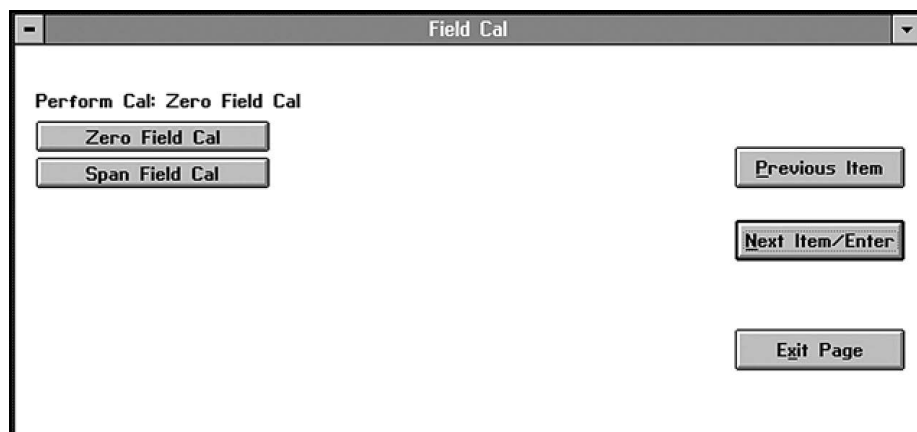 Field Cal
Perform Cal: Zero Field Cal
Zero Field Cal
Span Field Cal
Previous Item
Next Item/Enter
Exit Page